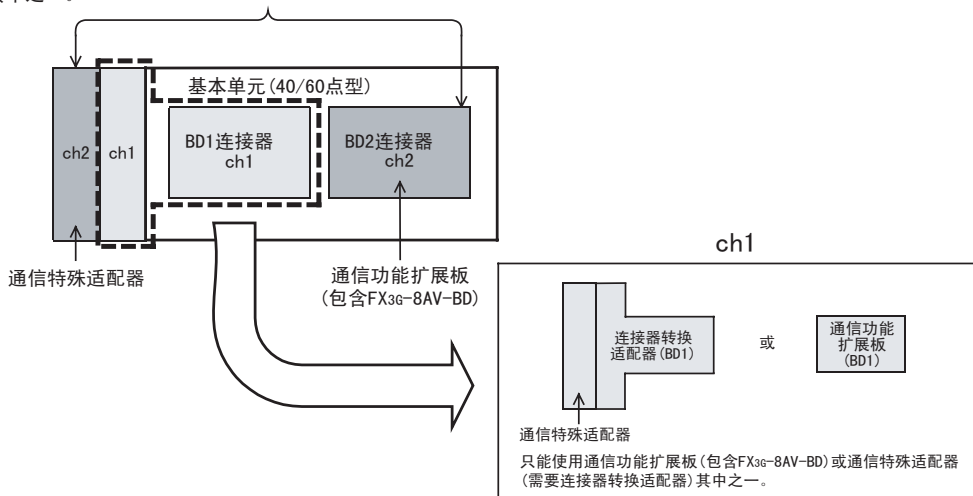 基本单元(40/60点型)
ch2
ch1
BD1连接器
ch1
BD2连接器
ch2
通信特殊适配器
通信功能扩展板
(包含FX3G-8AV-BD)
ch1
连接器转换
适配器(BD1)
或
通信功能
扩展板
(BD1)
通信特殊适配器
只能使用通信功能扩展板(包含FX3G-8AV-BD)或通信特殊适配器
(需要连接器转换适配器)其中之一。